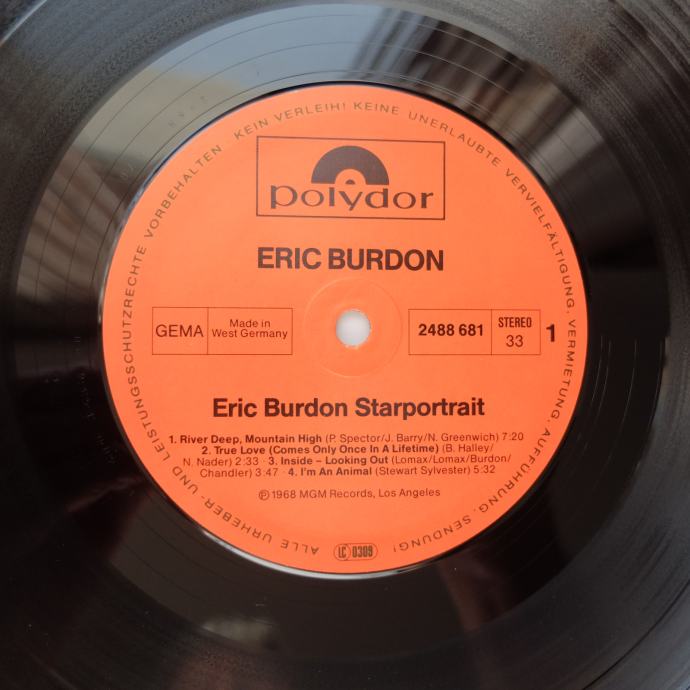 ALLE URHEBER- UND LEISTUNGSSCHUTZRECHTE VORBEHALTEN · KEIN VERLEIH! KEINE UNERLAUBTE VERVIELFÄLTIGUNG, VERMIETUNG, AUFFÜHRUNG, SENDUNG!
polydor
ERIC BURDON
GEMA
Made in
West Germany
2488 681
STEREO
33
1
Eric Burdon Starportrait
1. River Deep, Mountain High (P. Spector/J. Barry/N. Greenwich) 7:20
2. True Love (Comes Only Once In A Lifetime) (B. Halley/
N. Nader) 2:33 · 3. Inside – Looking Out (Lomax/Lomax/Burdon/
Chandler) 3:47 · 4. I'm An Animal (Stewart Sylvester) 5:32
℗ 1968 MGM Records, Los Angeles
LC 0309